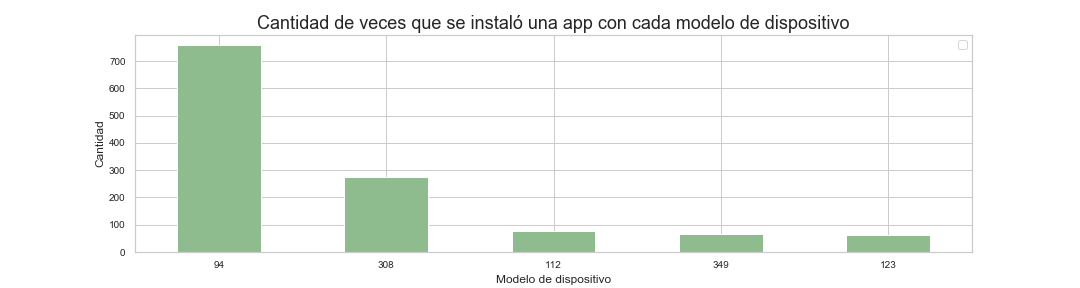 Cantidad de veces que se instaló una app con cada modelo de dispositivo
Cantidad
700
600
500
400
300
200
100
0
94 308 112 349 123
Modelo de dispositivo